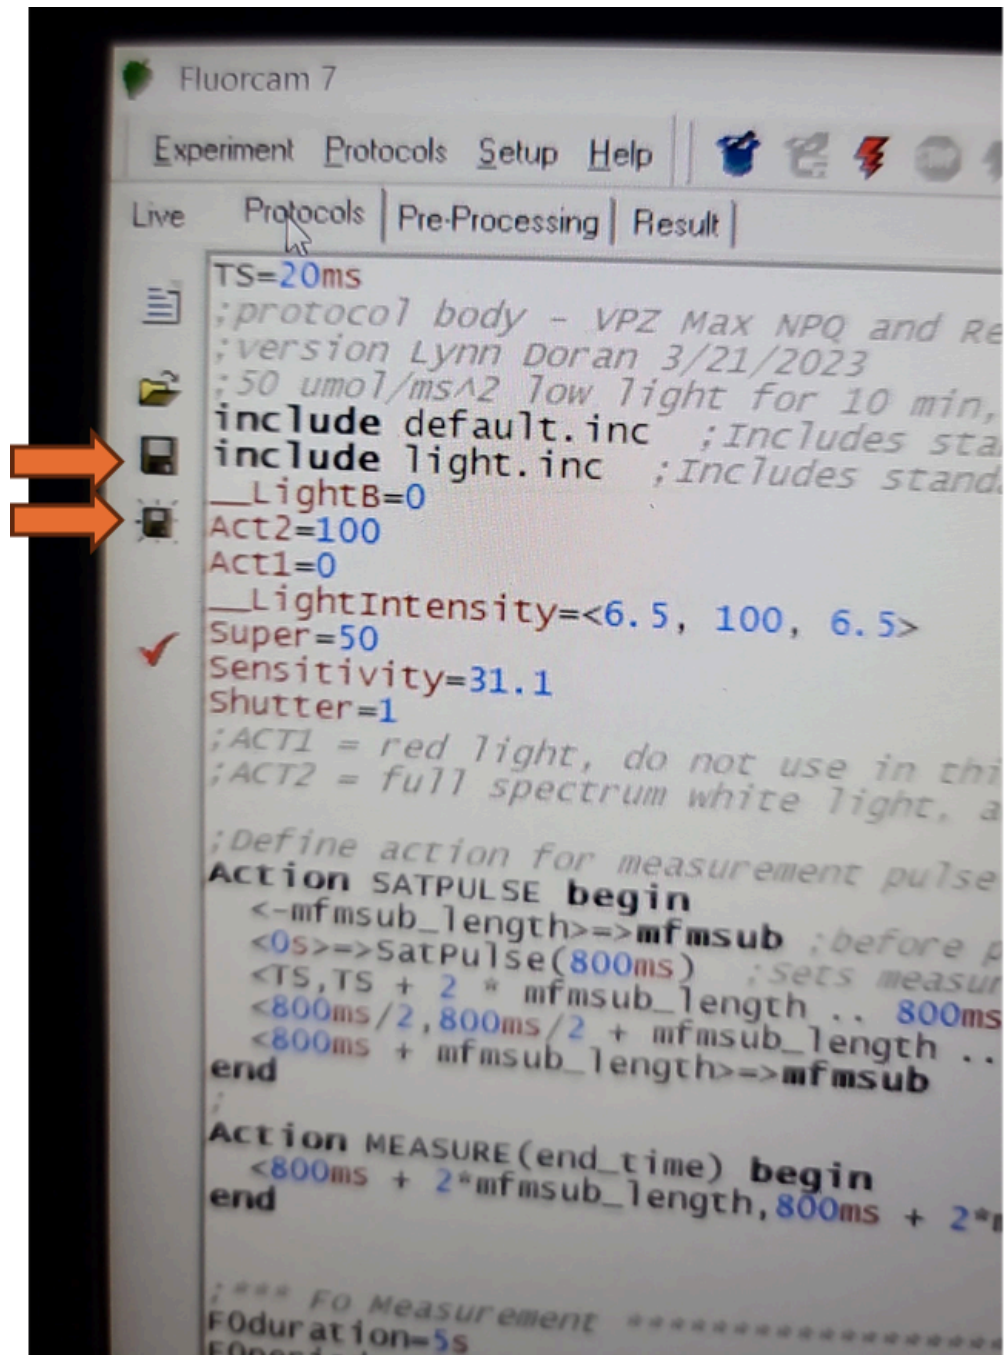 Fluorcam 7
Experiment Protocols Setup Help
Live Protocols Pre-Processing Result
TS=20ms
;protocol body - VPZ Max NPQ and Re
;version Lynn Doran 3/21/2023
;50 umol/ms^2 low light for 10 min,
include default.inc ;Includes sta
include light.inc ;Includes stand
__LightB=0
Act2=100
Act1=0
__LightIntensity=<6.5, 100, 6.5>
Super=50
Sensitivity=31.1
Shutter=1
;ACT1 = red light, do not use in thi
;ACT2 = full spectrum white light, a
;Define action for measurement pulse
Action SATPULSE begin
<-mfmsub_length>=>mfmsub ;before p
<0s>=>SatPulse(800ms) ;Sets measur
<TS,TS + 2 * mfmsub_length .. 800ms
<800ms/2,800ms/2 + mfmsub_length ..
<800ms + mfmsub_length>=>mfmsub
end
;
Action MEASURE(end_time) begin
<800ms + 2*mfmsub_length,800ms + 2*m
end
;*** Fo Measurement ********************
F0duration=5s